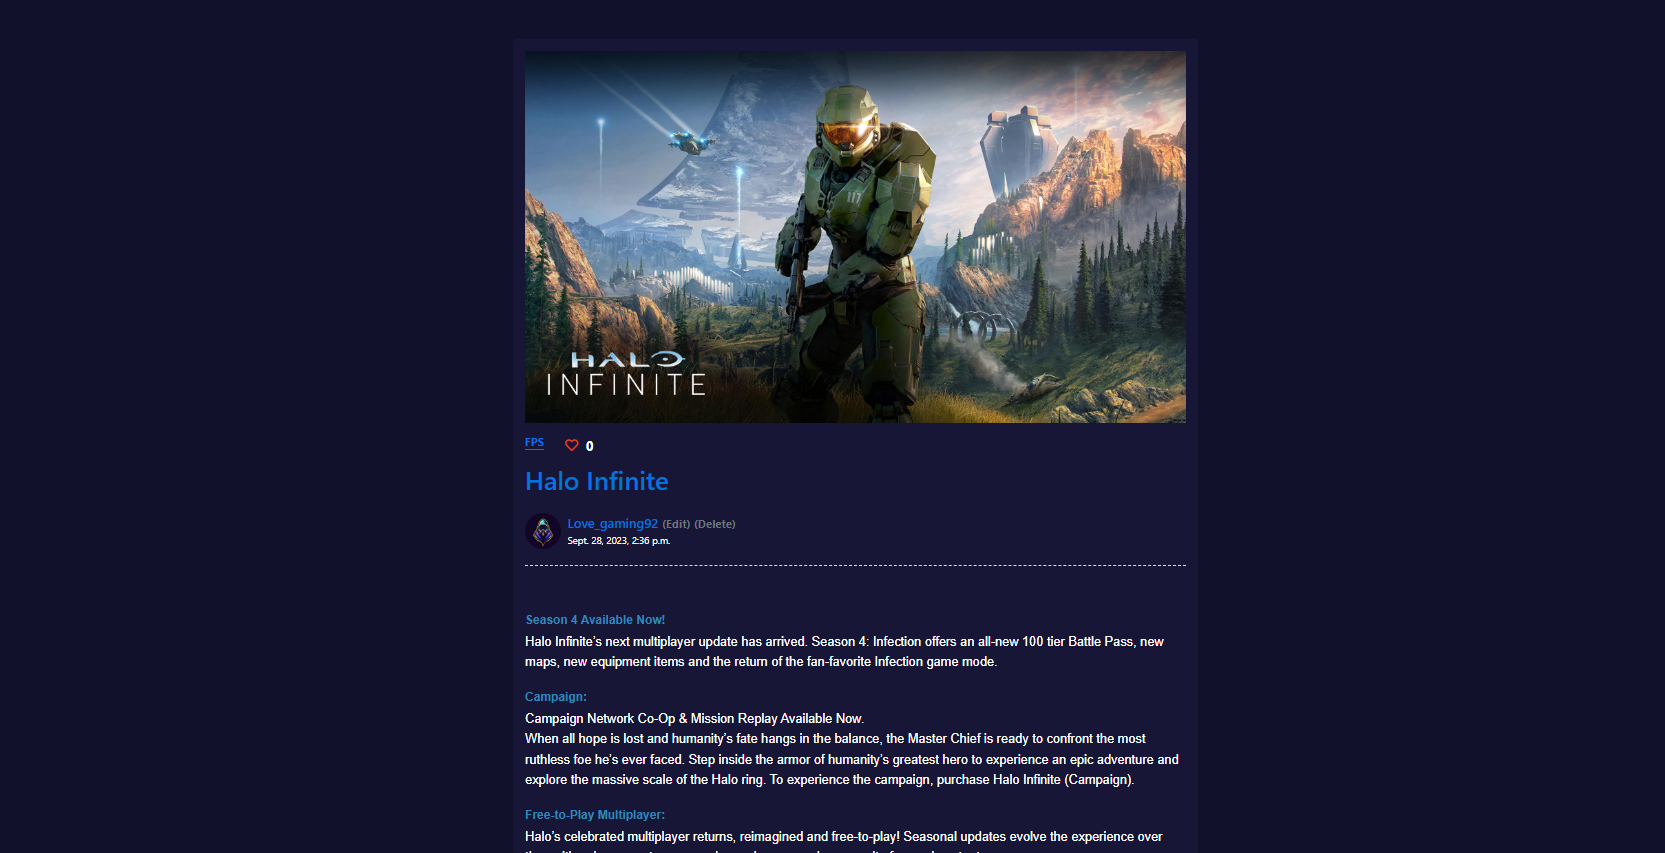 117
HALO
INFINITE
FPS
0
Halo Infinite
Love_gaming92 (Edit) (Delete)
Sept. 28, 2023, 2:36 p.m.
Season 4 Available Now!
Halo Infinite’s next multiplayer update has arrived. Season 4: Infection offers an all-new 100 tier Battle Pass, new
maps, new equipment items and the return of the fan-favorite Infection game mode.
Campaign:
Campaign Network Co-Op & Mission Replay Available Now.
When all hope is lost and humanity’s fate hangs in the balance, the Master Chief is ready to confront the most
ruthless foe he’s ever faced. Step inside the armor of humanity’s greatest hero to experience an epic adventure and
explore the massive scale of the Halo ring. To experience the campaign, purchase Halo Infinite (Campaign).
Free-to-Play Multiplayer:
Halo’s celebrated multiplayer returns, reimagined and free-to-play! Seasonal updates evolve the experience over